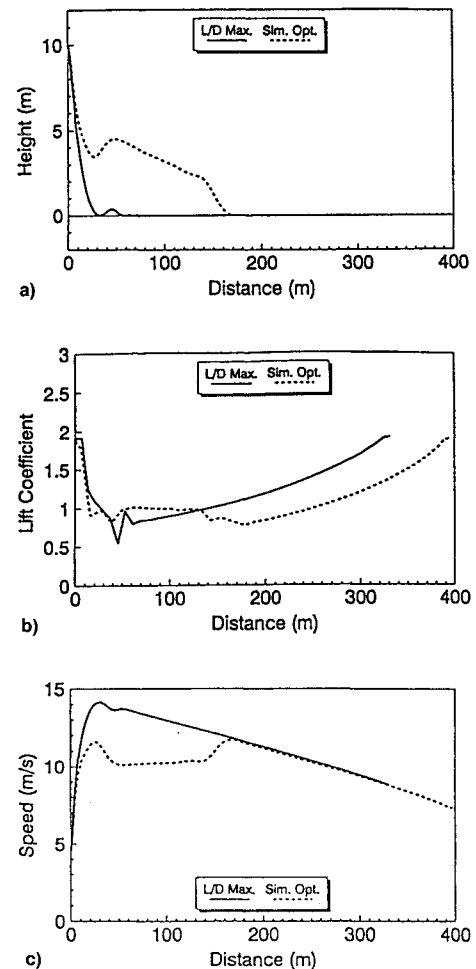 L/D Max. Sim. Opt.
10
5
0
Height (m)
0 100 200 300 400
a) Distance (m)
L/D Max. Sim. Opt.
3
2.5
2
1.5
1
0.5
0
Lift Coefficient
0 100 200 300 400
b) Distance (m)
15
10
5
0
Speed (m/s)
L/D Max. Sim. Opt.
0 100 200 300 400
c) Distance (m)